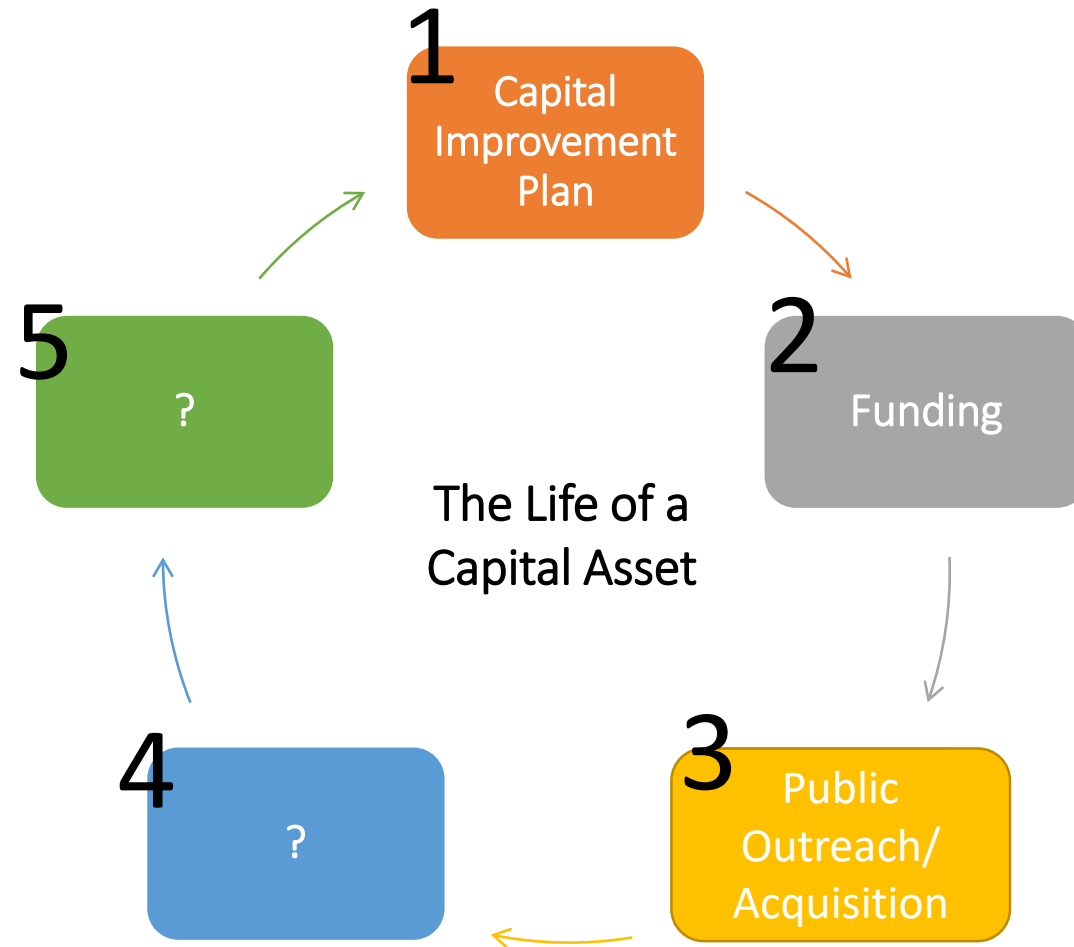 1
Capital
Improvement
Plan
2
Funding
3
Public
Outreach/
Acquisition
4
?
5
?
The Life of a
Capital Asset